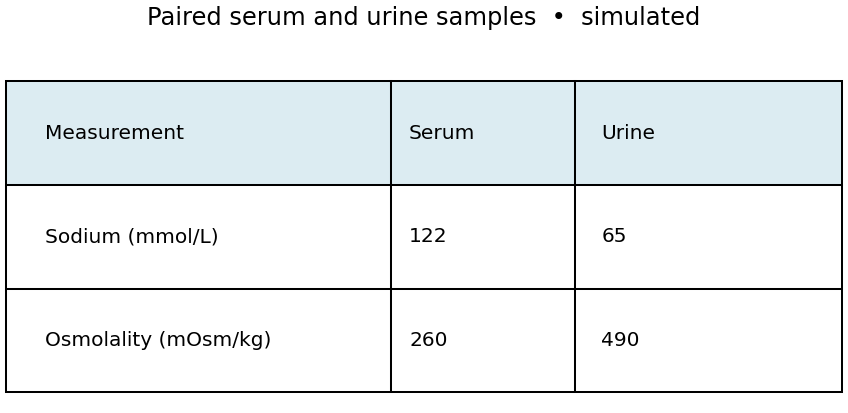 Paired serum and urine samples • simulated
Measurement Serum Urine
Sodium (mmol/L) 122 65
Osmolality (mOsm/kg) 260 490